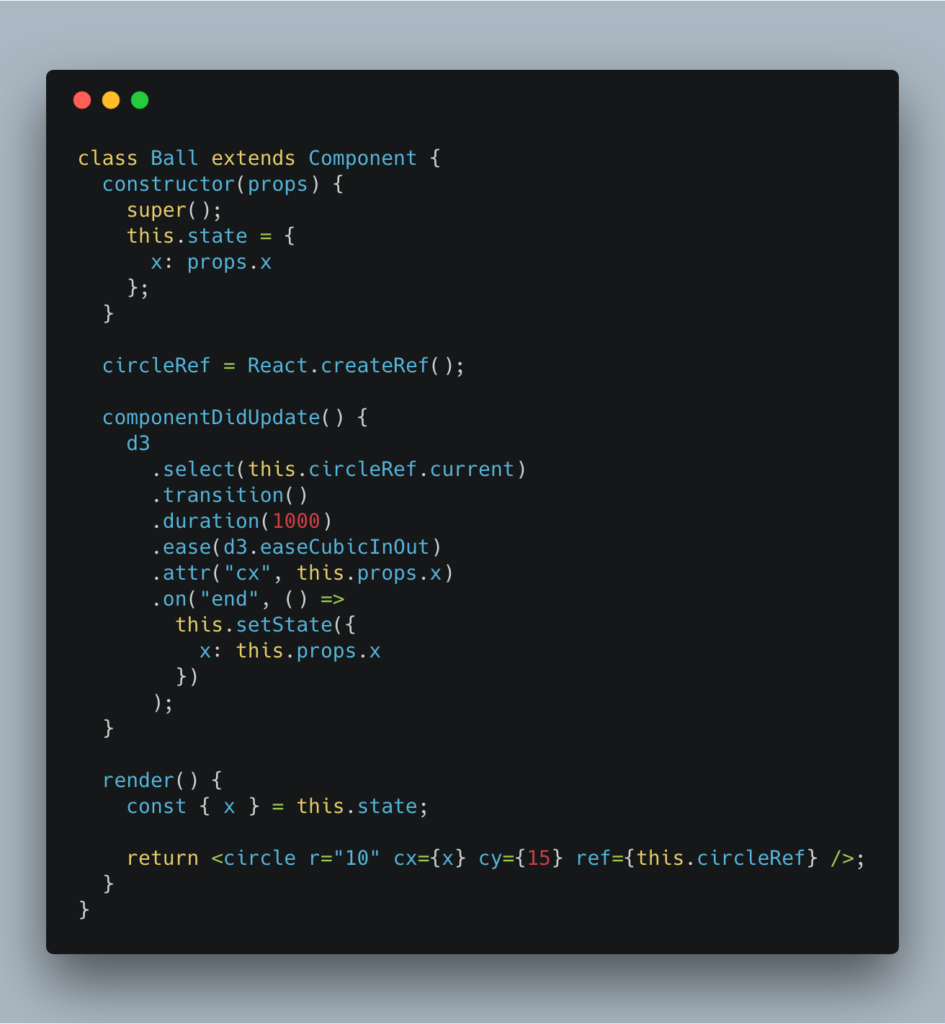 class Ball extends Component {
  constructor(props) {
    super();
    this.state = {
      x: props.x
    };
  }

  circleRef = React.createRef();

  componentDidUpdate() {
    d3
      .select(this.circleRef.current)
      .transition()
      .duration(1000)
      .ease(d3.easeCubicInOut)
      .attr("cx", this.props.x)
      .on("end", () =>
        this.setState({
          x: this.props.x
        })
      );
  }

  render() {
    const { x } = this.state;

    return <circle r="10" cx={x} cy={15} ref={this.circleRef} />;
  }
}